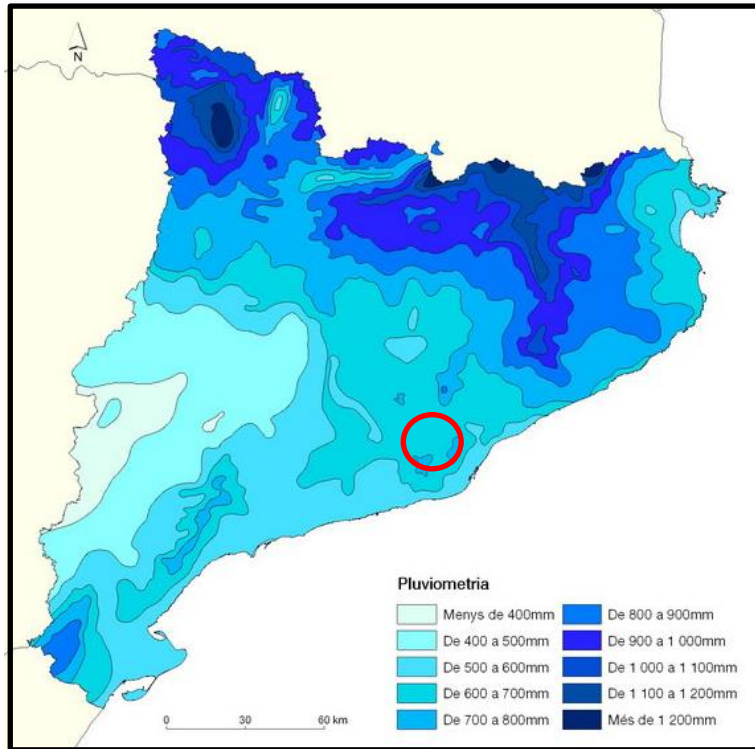 N
Pluviometria
Menys de 400mm
De 400 a 500mm
De 500 a 600mm
De 600 a 700mm
De 700 a 800mm
De 800 a 900mm
De 900 a 1 000mm
De 1 000 a 1 100mm
De 1 100 a 1 200mm
Més de 1 200mm
0 30 60 km